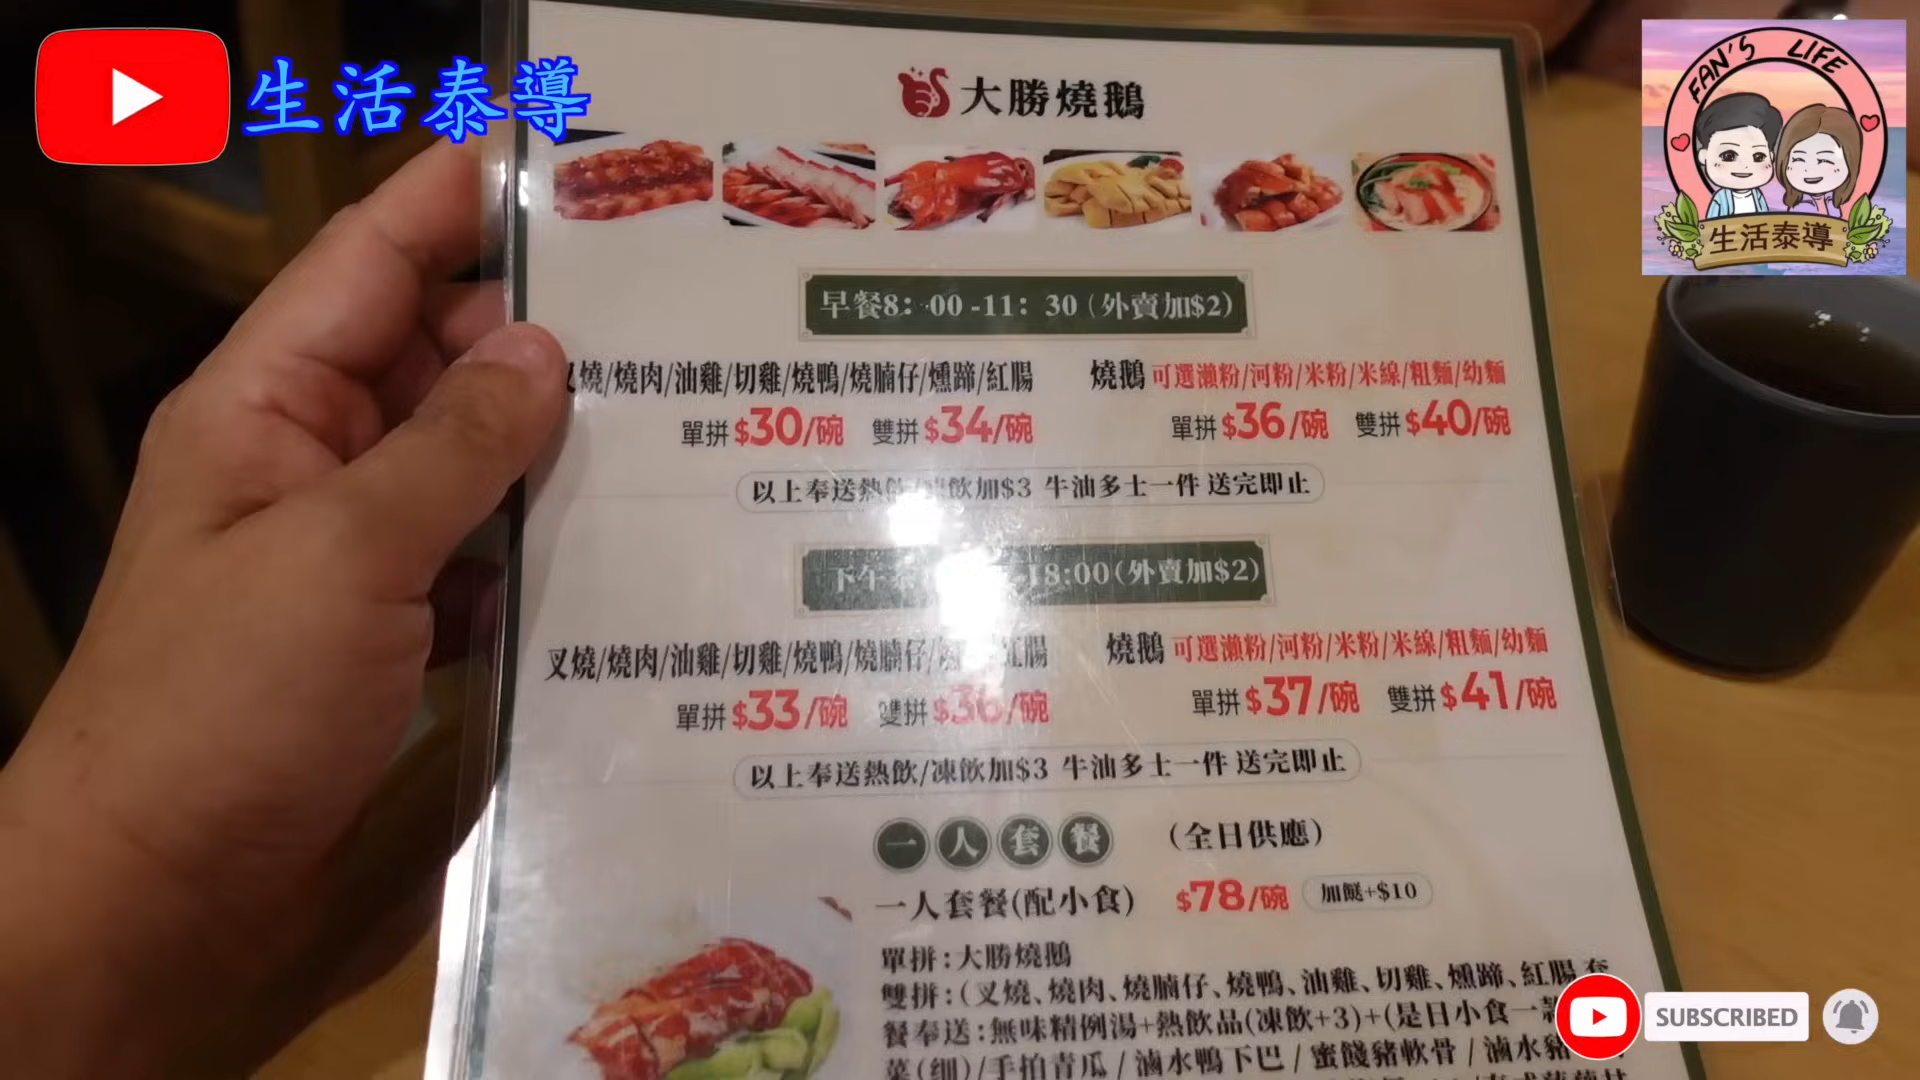 生活泰導
FAN'S LIFE
生活泰導
大勝燒鵝
早餐8:00-11:30(外賣加$2)
燒/燒肉/油雞/切雞/燒鴨/燒腩仔/燻蹄/紅腸
單拼$30/碗 雙拼$34/碗
燒鵝 可選瀨粉/河粉/米粉/米線/粗麵/幼麵
單拼$36/碗 雙拼$40/碗
以上奉送熱飲/飲加$3 牛油多士一件 送完即止
下午 18:00(外賣加$2)
叉燒/燒肉/油雞/切雞/燒鴨/燒腩仔/紅腸
單拼$33/碗 雙拼$36/碗
燒鵝 可選瀨粉/河粉/米粉/米線/粗麵/幼麵
單拼$37/碗 雙拼$41/碗
以上奉送熱飲/凍飲加$3 牛油多士一件 送完即止
一人套餐 (全日供應)
一人套餐(配小食) $78/碗 加餸+$10
單拼:大勝燒鵝
雙拼:(叉燒、燒肉、燒腩仔、燒鴨、油雞、切雞、燻蹄、紅腸 套
餐奉送:無味精例湯+熱飲品(凍飲+3)+(是日小食一
菜(細)/手拍青瓜/滷水鴨下巴/蜜餞豬軟骨/滷水
SUBSCRIBED